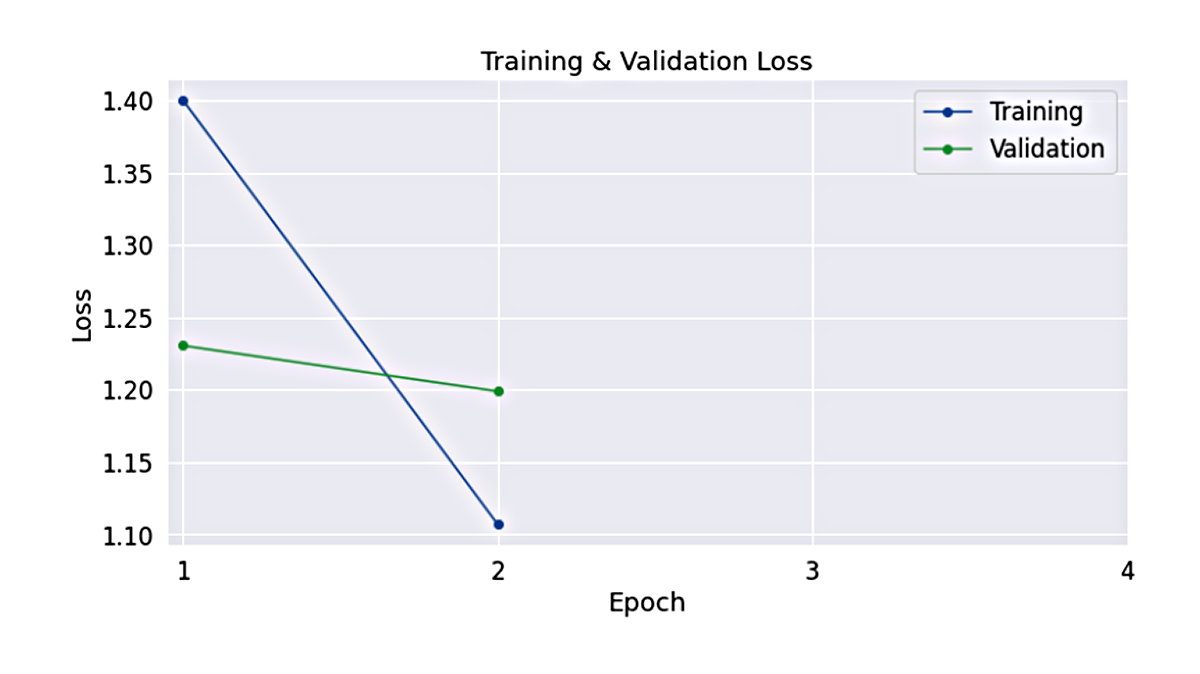 Training & Validation Loss
1.40
1.35
1.30
1.25
1.20
1.15
1.10
Loss
Training
Validation
1
2
3
4
Epoch